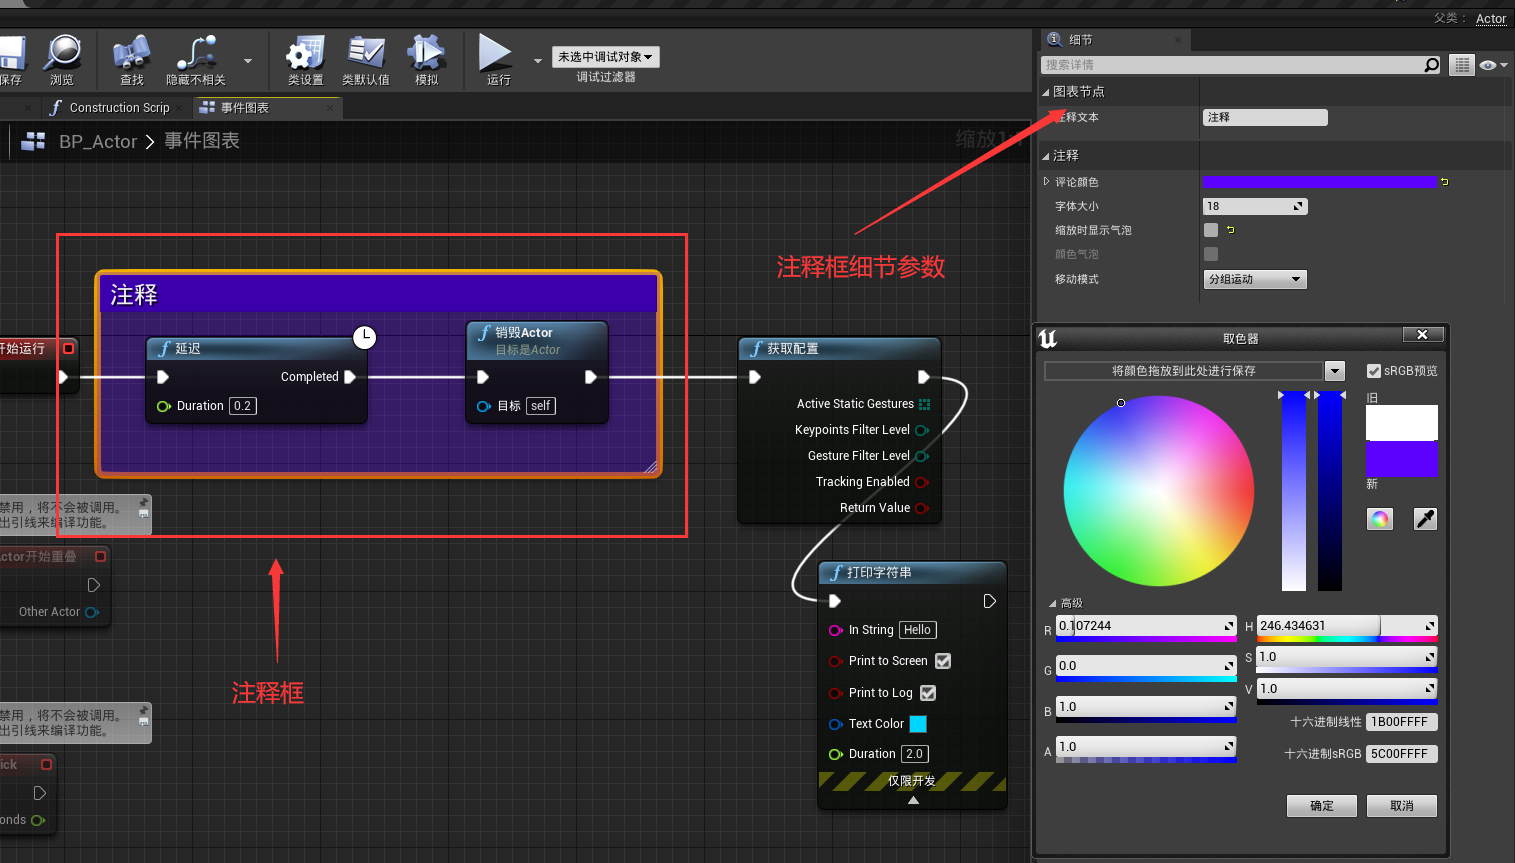 父类： Actor
保存
浏览
查找
隐藏不相关
类设置
类默认值
模拟
运行
未选中调试对象
调试过滤器
Construction Scrip
事件图表
BP_Actor > 事件图表
缩放1:1
注释
开始运行
延迟
Completed
Duration 0.2
销毁Actor
目标是Actor
目标 self
获取配置
Active Static Gestures
Keypoints Filter Level
Gesture Filter Level
Tracking Enabled
Return Value
禁用，将不会被调用。
出引线来编译功能。
Actor开始重叠
Other Actor
注释框
禁用，将不会被调用。
出引线来编译功能。
ick
onds
打印字符串
In String Hello
Print to Screen
Print to Log
Text Color
Duration 2.0
仅限开发
注释框细节参数
细节
搜索详情
图表节点
注释文本 注释
注释
评论颜色
字体大小 18
缩放时显示气泡
颜色气泡
移动模式 分组运动
取色器
将颜色拖放到此处进行保存
sRGB预览
旧
新
高级
R 0.107244
G 0.0
B 1.0
A 1.0
H 246.434631
S 1.0
V 1.0
十六进制线性 1B00FFFF
十六进制sRGB 5C00FFFF
确定
取消